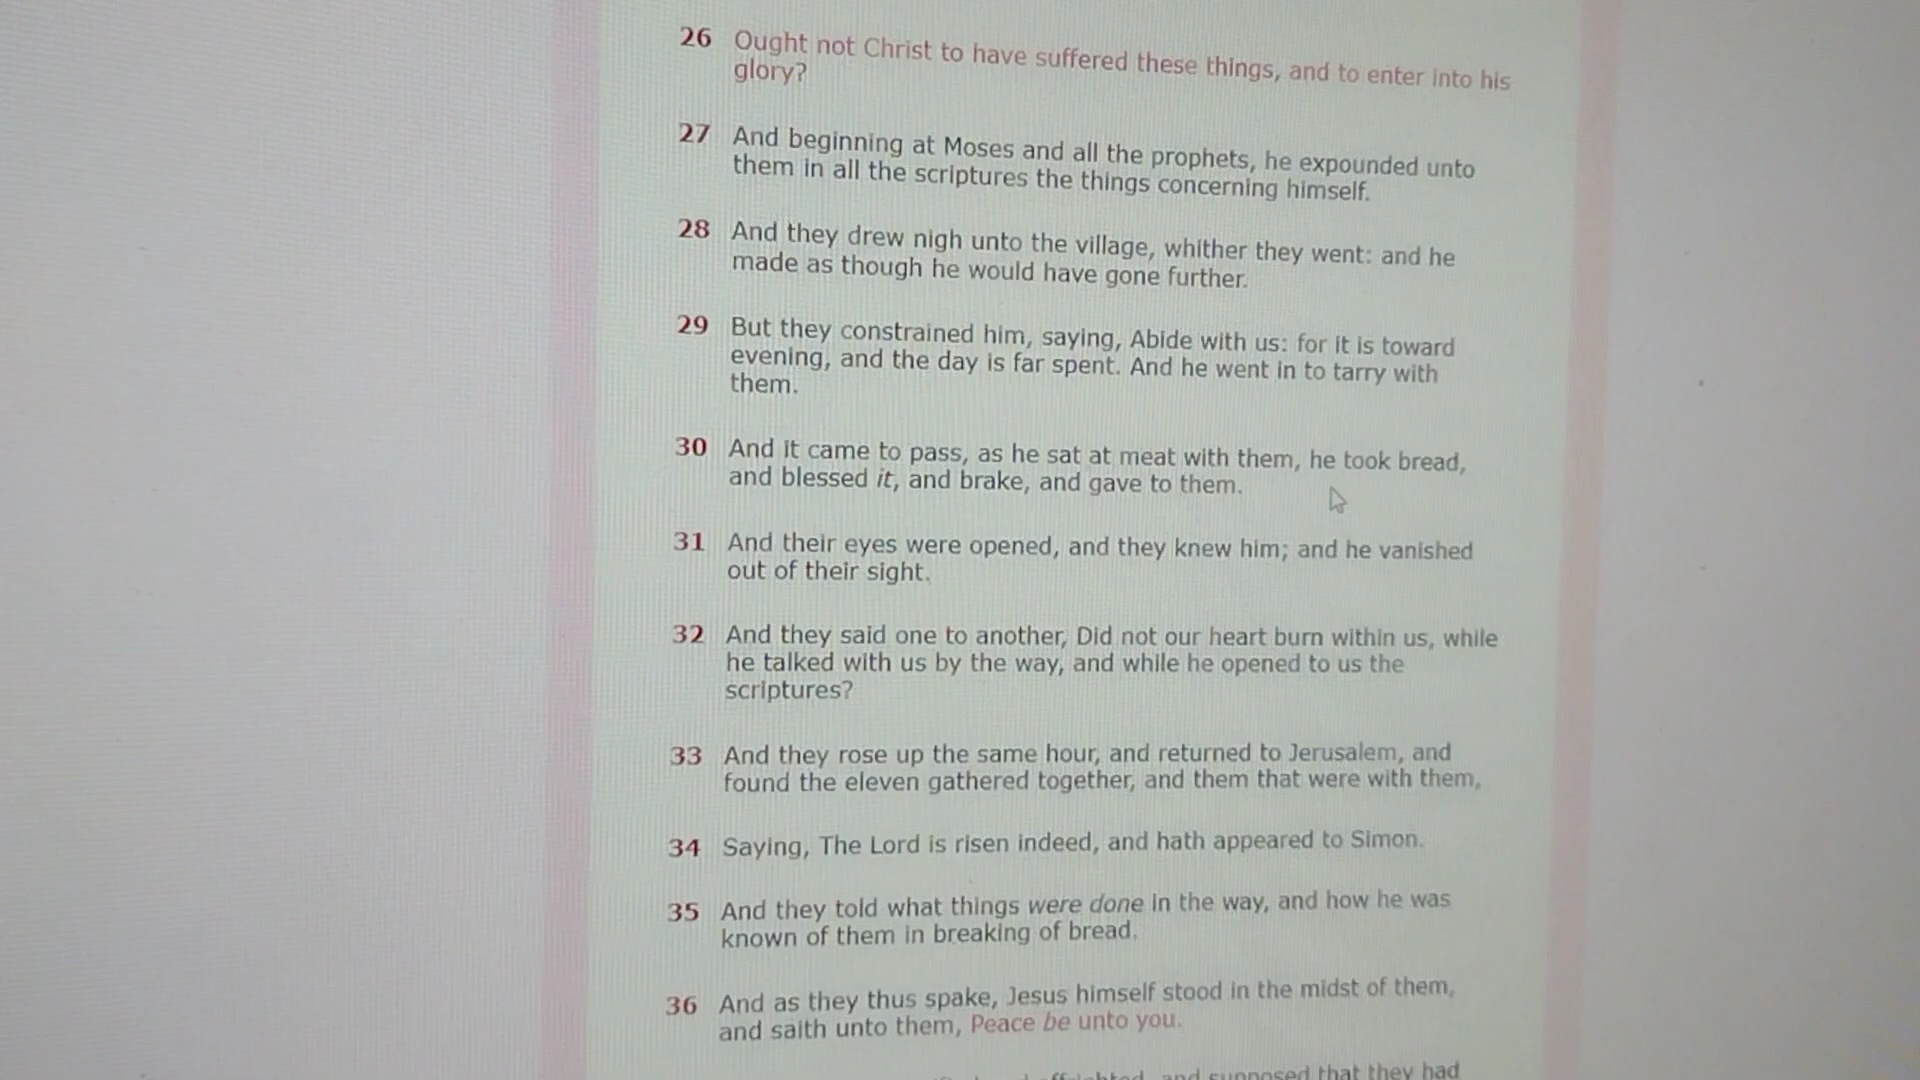 26 Ought not Christ to have suffered these things, and to enter into his
glory?
27 And beginning at Moses and all the prophets, he expounded unto
them in all the scriptures the things concerning himself.
28 And they drew nigh unto the village, whither they went: and he
made as though he would have gone further.
29 But they constrained him, saying, Abide with us: for it is toward
evening, and the day is far spent. And he went in to tarry with
them.
30 And it came to pass, as he sat at meat with them, he took bread,
and blessed it, and brake, and gave to them.
31 And their eyes were opened, and they knew him; and he vanished
out of their sight.
32 And they said one to another, Did not our heart burn within us, while
he talked with us by the way, and while he opened to us the
scriptures?
33 And they rose up the same hour, and returned to Jerusalem, and
found the eleven gathered together, and them that were with them,
34 Saying, The Lord is risen indeed, and hath appeared to Simon.
35 And they told what things were done in the way, and how he was
known of them in breaking of bread.
36 And as they thus spake, Jesus himself stood in the midst of them,
and saith unto them, Peace be unto you.
and supposed that they had